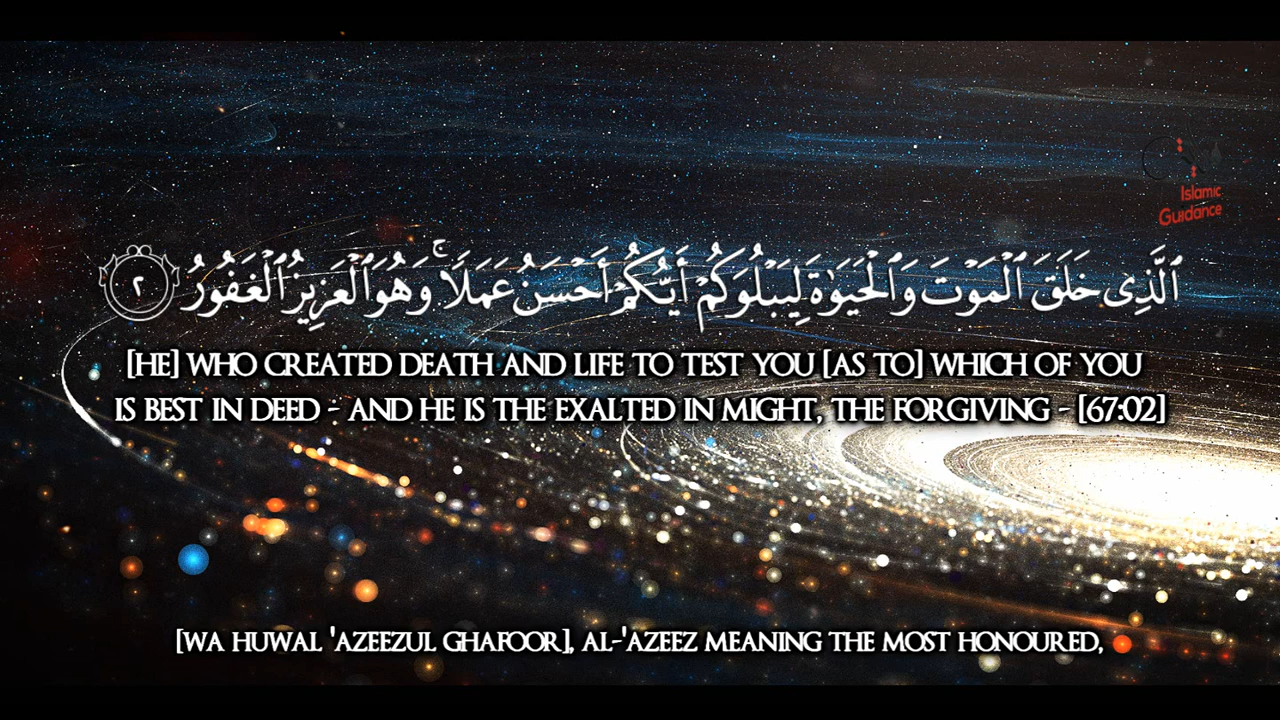 Islamic
Guidance
ٱلَّذِى خَلَقَ ٱلْمَوْتَ وَٱلْحَيَوٰةَ لِيَبْلُوَكُمْ أَيُّكُمْ أَحْسَنُ عَمَلًا ۚ وَهُوَ ٱلْعَزِيزُ ٱلْغَفُورُ ٢
[HE] WHO CREATED DEATH AND LIFE TO TEST YOU [AS TO] WHICH OF YOU
IS BEST IN DEED - AND HE IS THE EXALTED IN MIGHT, THE FORGIVING - [67:02]
[WA HUWAL 'AZEEZUL GHAFOOR], AL-'AZEEZ MEANING THE MOST HONOURED,